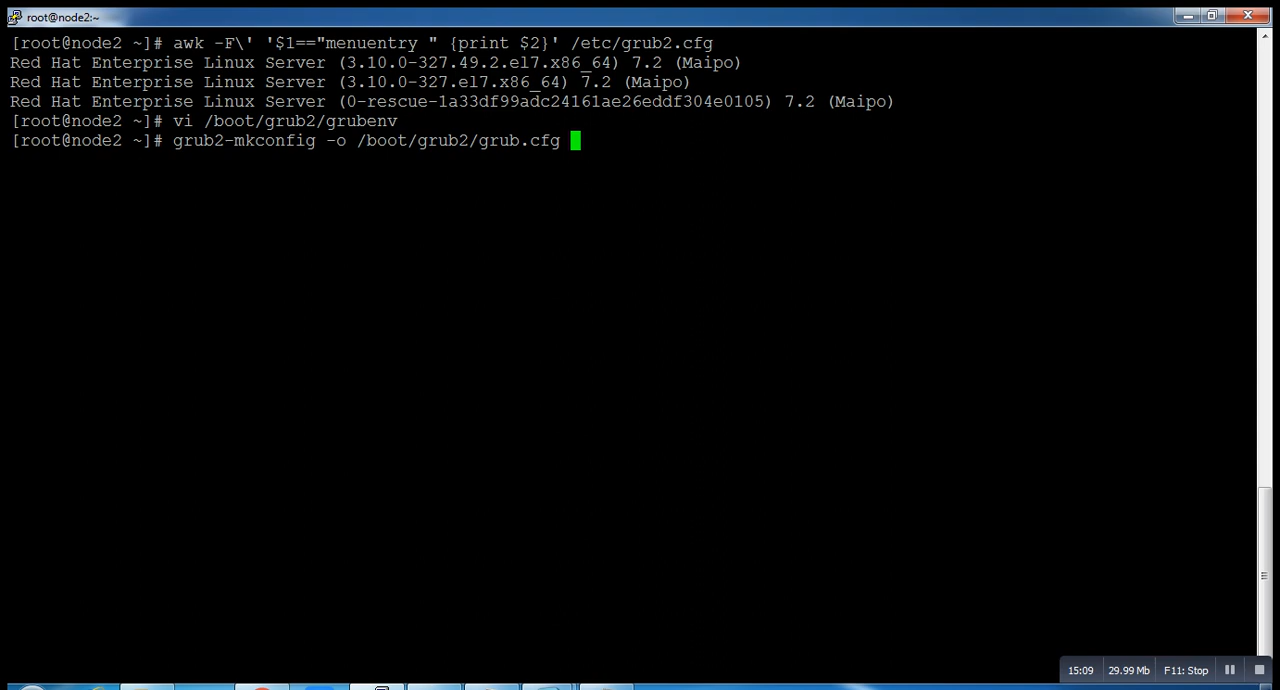 root@node2:~
[root@node2 ~]# awk -F\' '$1=="menuentry " {print $2}' /etc/grub2.cfg
Red Hat Enterprise Linux Server (3.10.0-327.49.2.el7.x86_64) 7.2 (Maipo)
Red Hat Enterprise Linux Server (3.10.0-327.el7.x86_64) 7.2 (Maipo)
Red Hat Enterprise Linux Server (0-rescue-1a33df99adc24161ae26eddf304e0105) 7.2 (Maipo)
[root@node2 ~]# vi /boot/grub2/grubenv
[root@node2 ~]# grub2-mkconfig -o /boot/grub2/grub.cfg
15:09 29.99 Mb F11: Stop